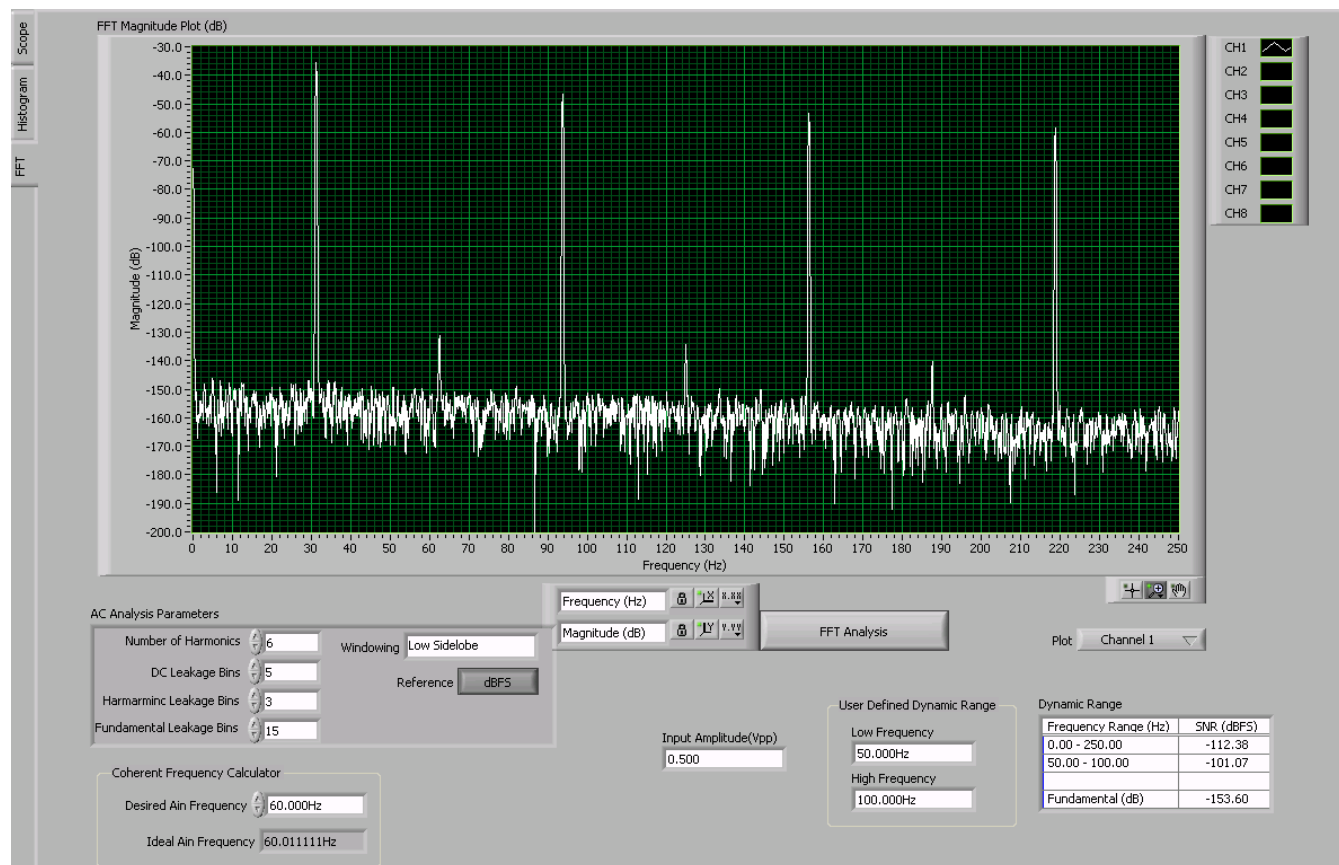 Scope
Histogram
FFT
FFT Magnitude Plot (dB)
Magnitude (dB)
-30.0
-40.0
-50.0
-60.0
-70.0
-80.0
-90.0
-100.0
-110.0
-120.0
-130.0
-140.0
-150.0
-160.0
-170.0
-180.0
-190.0
-200.0
0 10 20 30 40 50 60 70 80 90 100 110 120 130 140 150 160 170 180 190 200 210 220 230 240 250
Frequency (Hz)
CH1
CH2
CH3
CH4
CH5
CH6
CH7
CH8
Frequency (Hz)
Magnitude (dB)
FFT Analysis
Plot Channel 1
AC Analysis Parameters
Number of Harmonics 6
DC Leakage Bins 5
Harmarminc Leakage Bins 3
Fundamental Leakage Bins 15
Windowing Low Sidelobe
Reference dBFS
Coherent Frequency Calculator
Desired Ain Frequency 60.000Hz
Ideal Ain Frequency 60.011111Hz
Input Amplitude(Vpp)
0.500
User Defined Dynamic Range
Low Frequency
50.000Hz
High Frequency
100.000Hz
Dynamic Range
Frequency Range (Hz) SNR (dBFS)
0.00 - 250.00 -112.38
50.00 - 100.00 -101.07
Fundamental (dB) -153.60